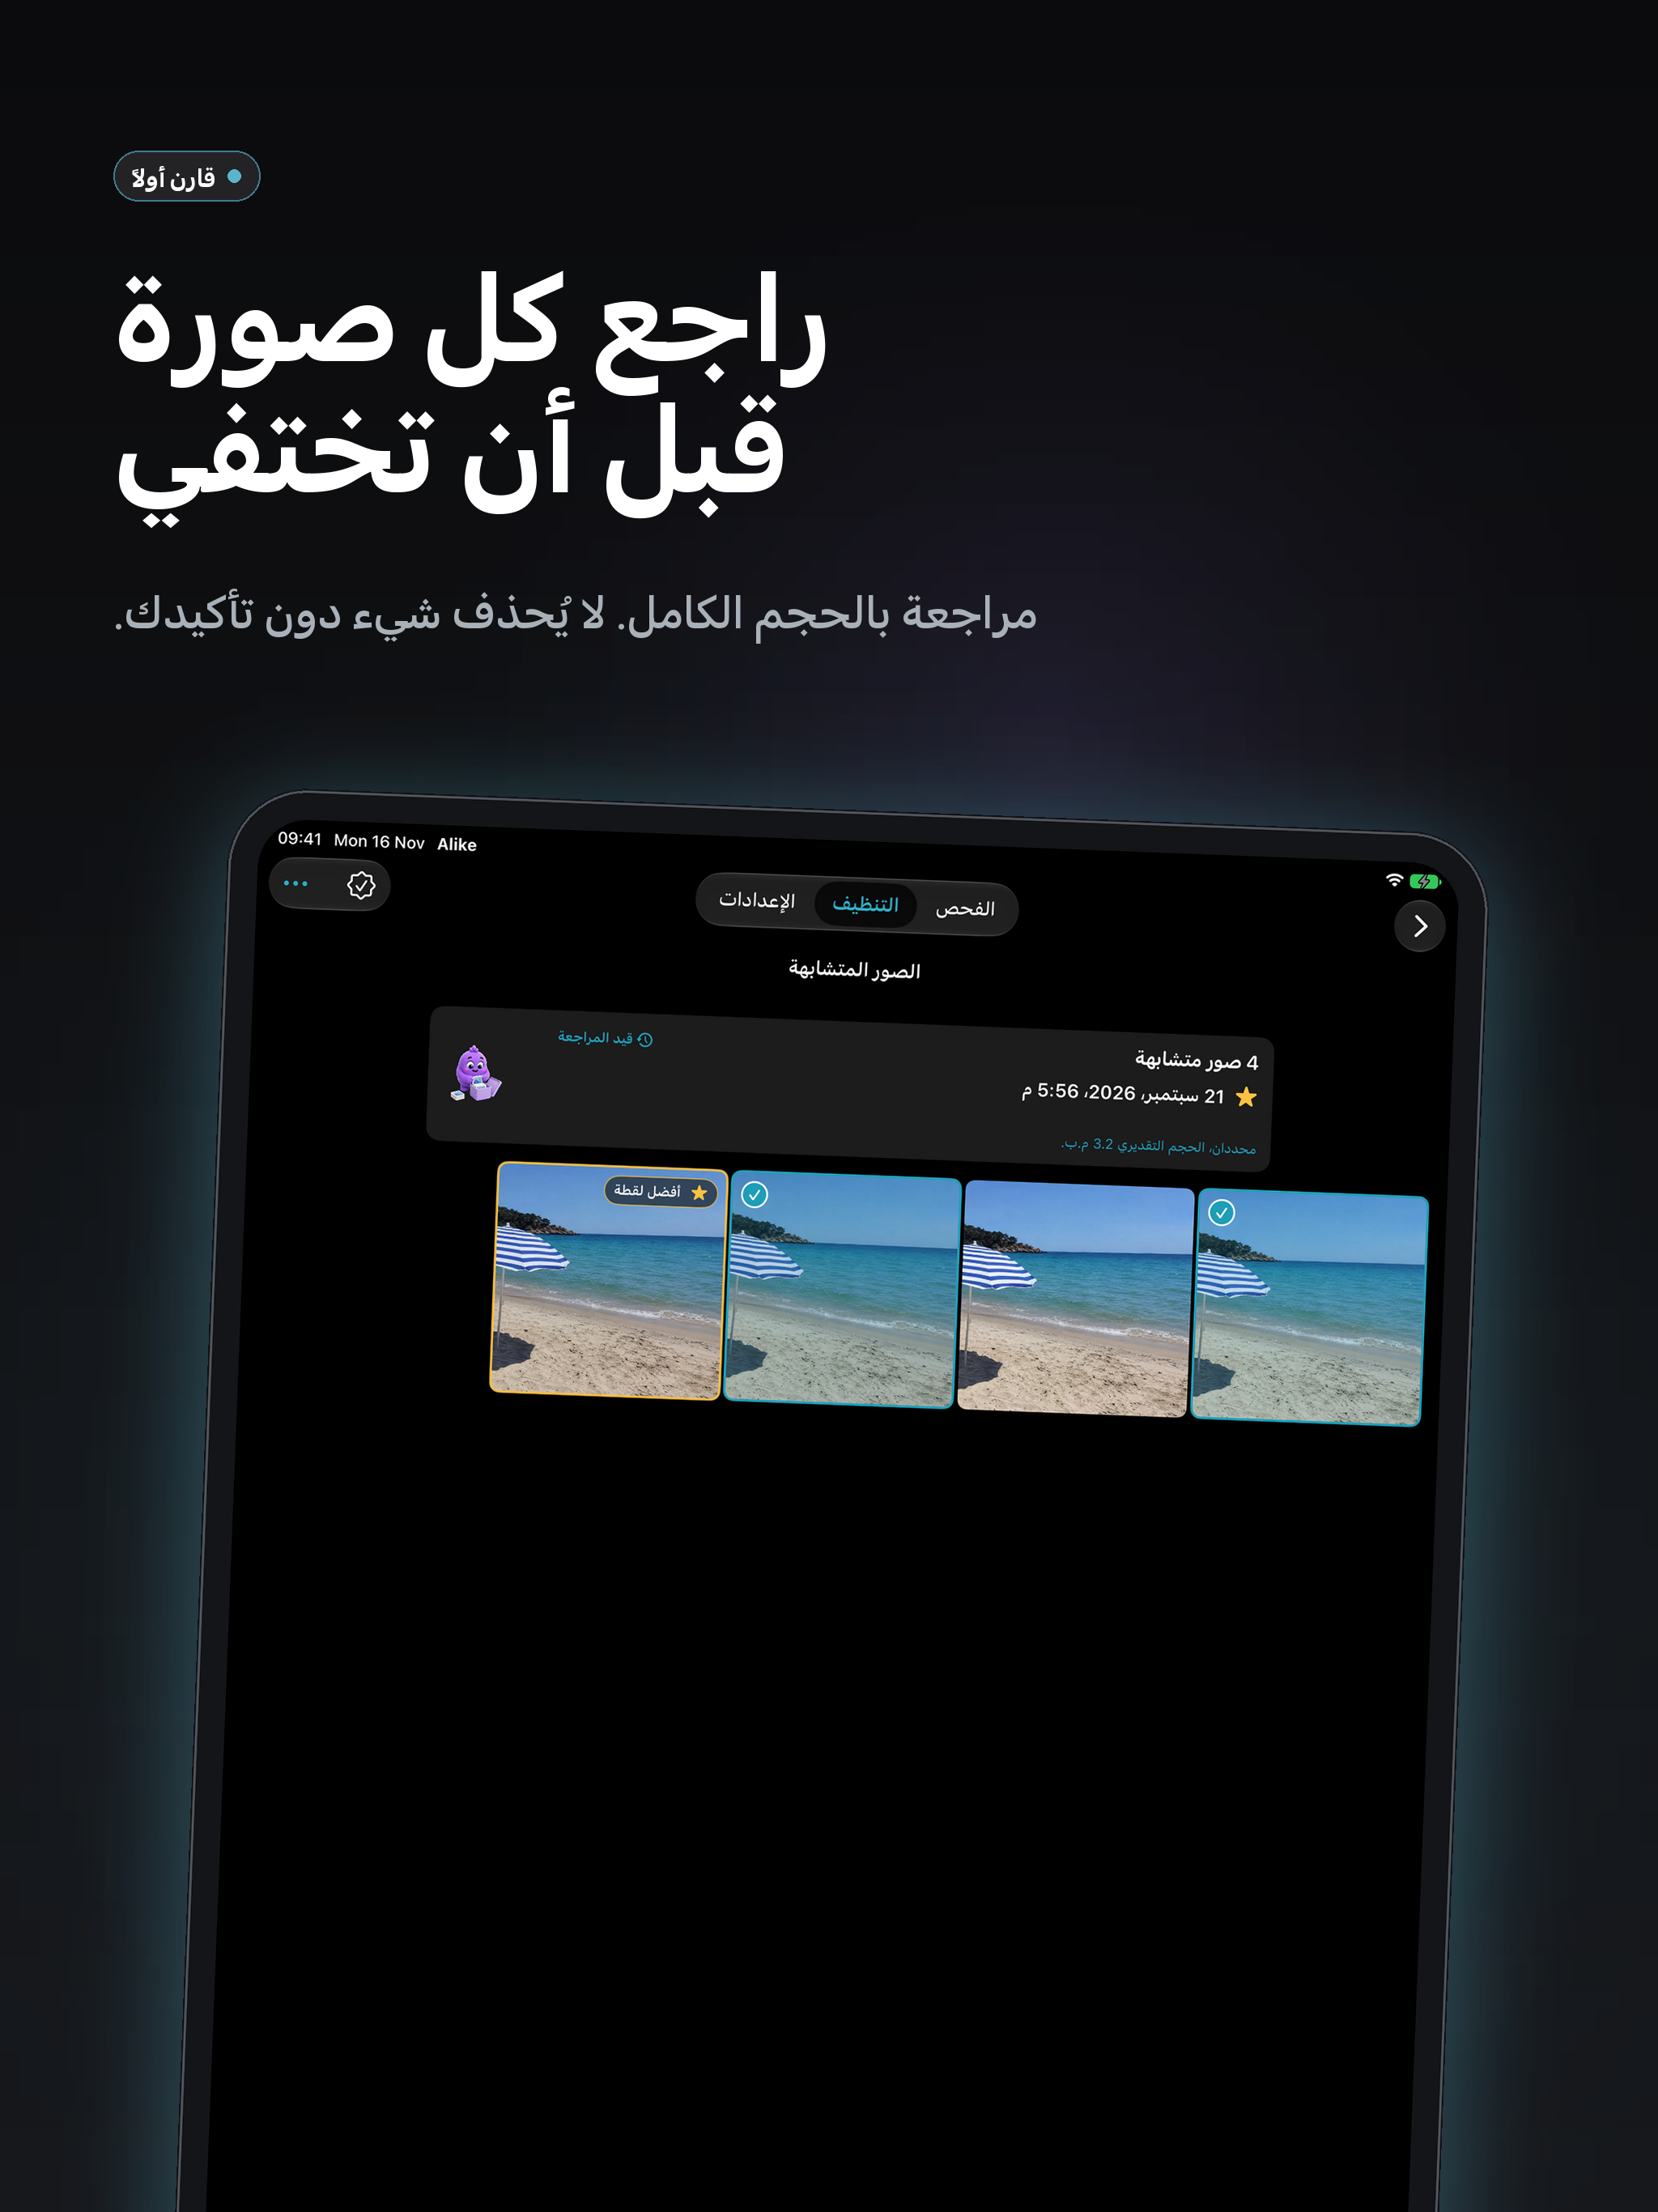 قارن أولاً
راجع كل صورة
قبل أن تختفي
مراجعة بالحجم الكامل. لا يُحذف شيء دون تأكيدك.
09:41 Mon 16 Nov Alike
الفحص
التنظيف
الإعدادات
الصور المتشابهة
4 صور متشابهة
قيد المراجعة
21 سبتمبر، 2026، 5:56 م
محددان، الحجم التقديري 3.2 م.ب.
أفضل لقطة